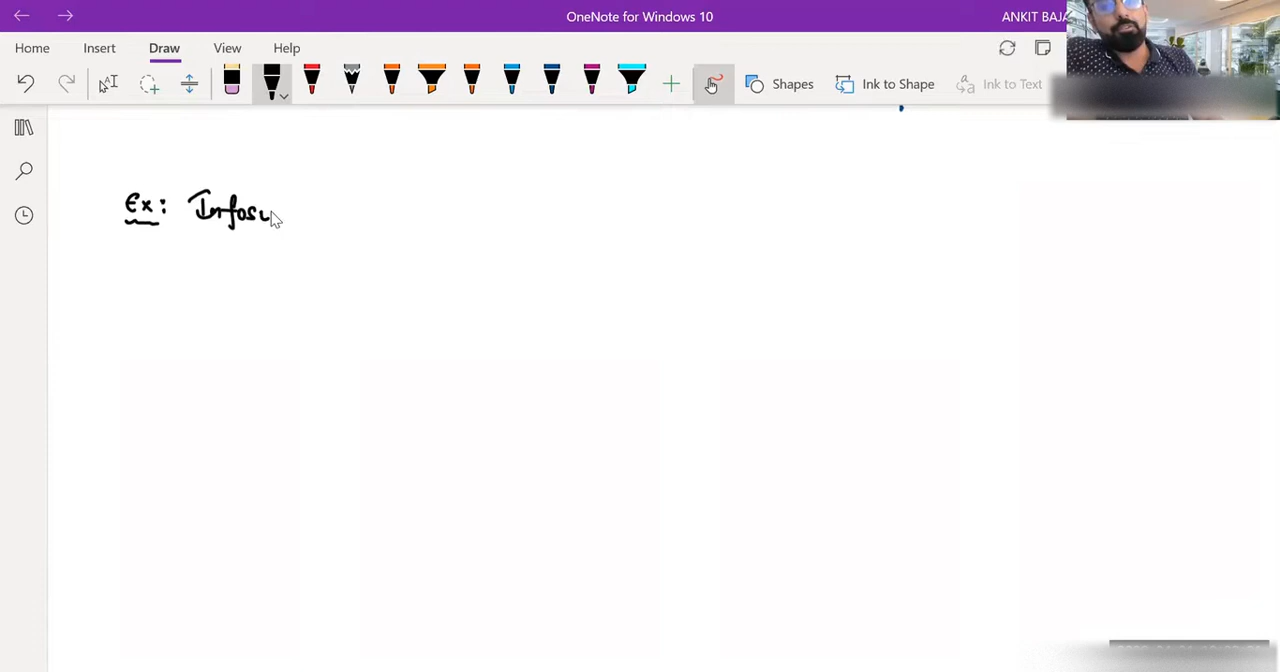 OneNote for Windows 10
ANKIT BAJA
Home Insert Draw View Help
Shapes Ink to Shape Ink to Text
Ex: Infosy